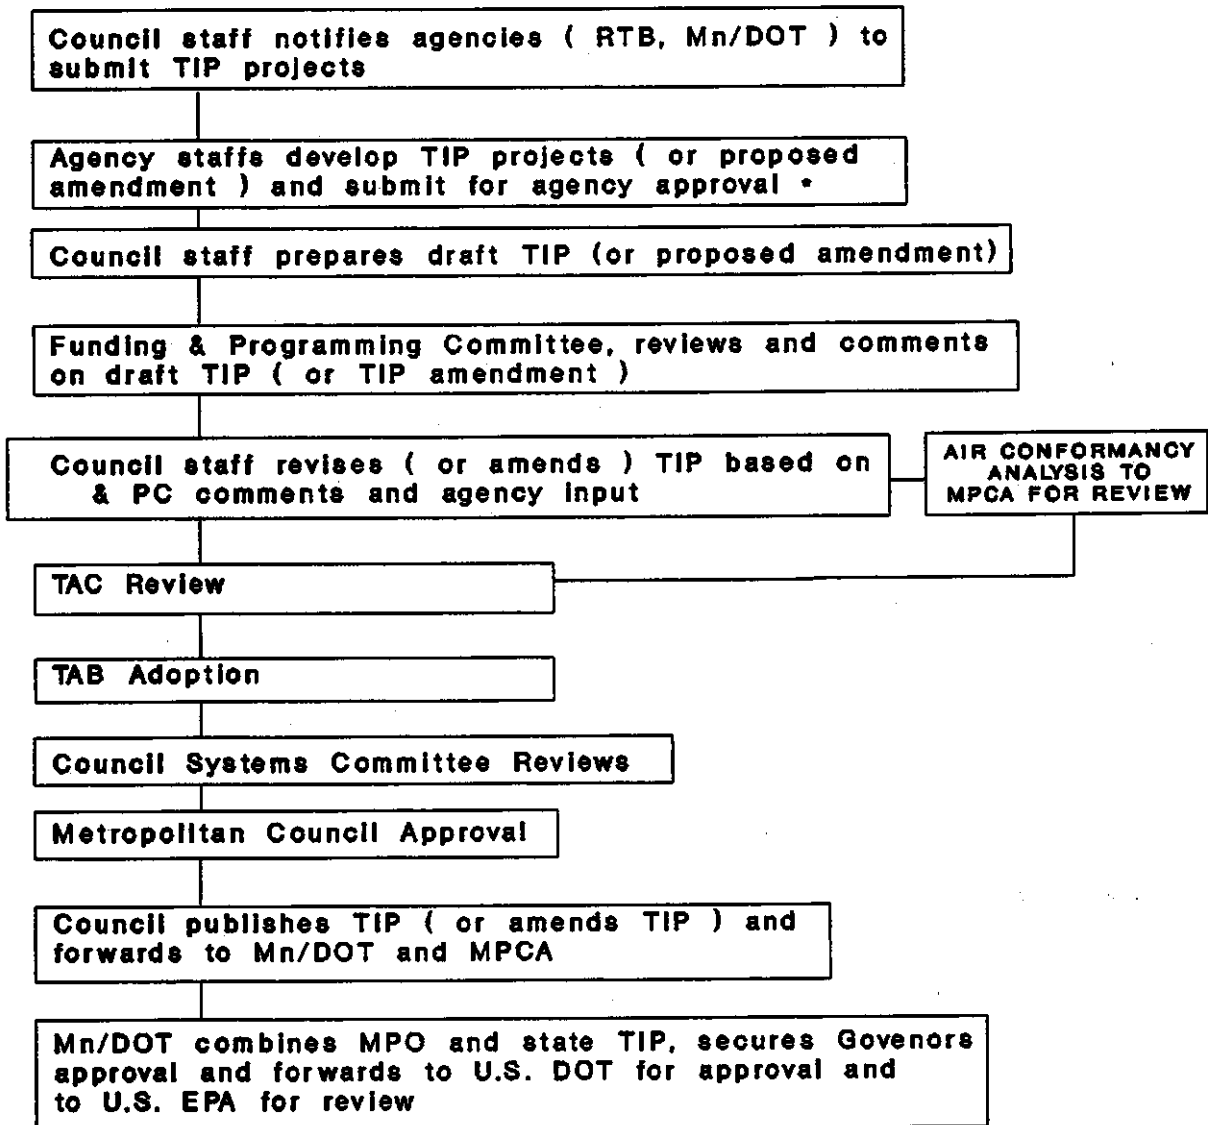 Council staff notifies agencies ( RTB, Mn/DOT ) to
submit TIP projects
Agency staffs develop TIP projects ( or proposed
amendment ) and submit for agency approval *
Council staff prepares draft TIP (or proposed amendment)
Funding & Programming Committee, reviews and comments
on draft TIP ( or TIP amendment )
Council staff revises ( or amends ) TIP based on
& PC comments and agency input
AIR CONFORMANCY
ANALYSIS TO
MPCA FOR REVIEW
TAC Review
TAB Adoption
Council Systems Committee Reviews
Metropolitan Council Approval
Council publishes TIP ( or amends TIP ) and
forwards to Mn/DOT and MPCA
Mn/DOT combines MPO and state TIP, secures Govenors
approval and forwards to U.S. DOT for approval and
to U.S. EPA for review